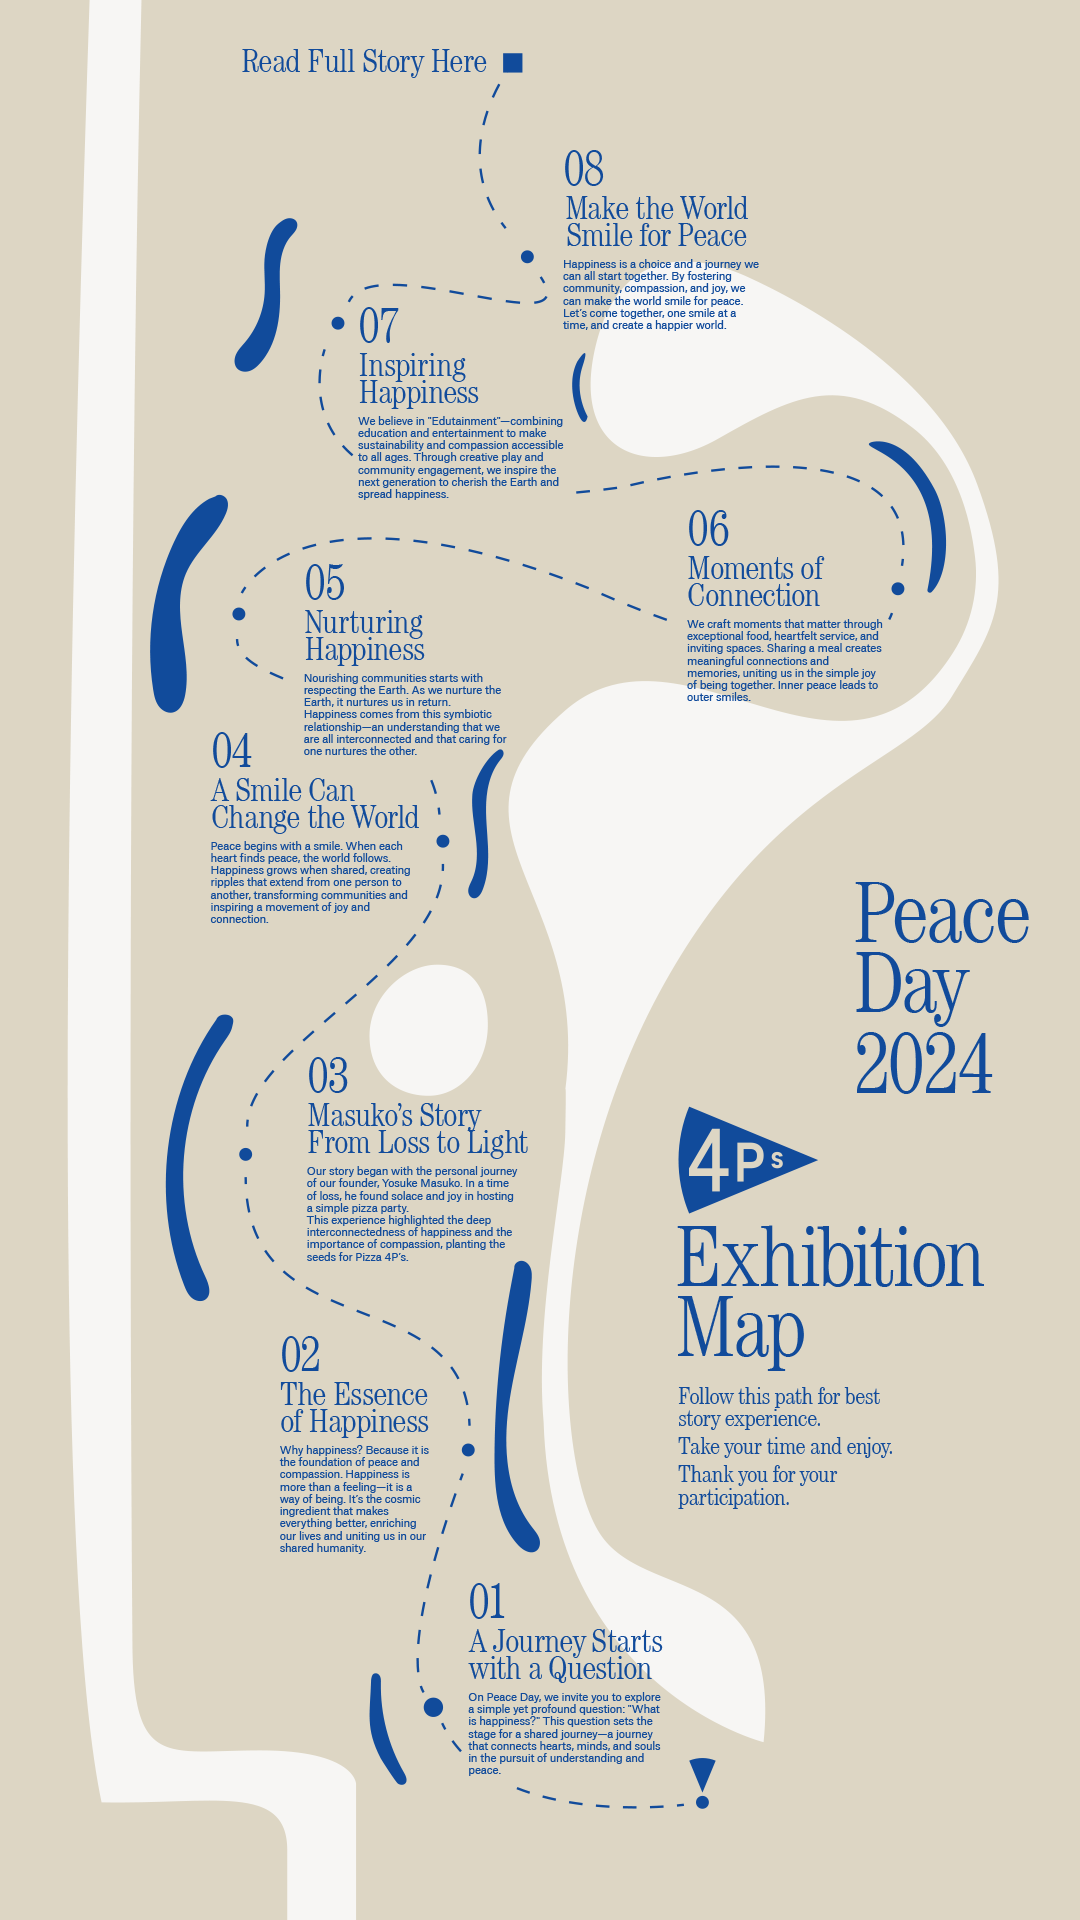 Read Full Story Here
08
Make the World
Smile for Peace
Happiness is a choice and a journey we
can all start together. By fostering
community, compassion, and joy, we
can make the world smile for peace.
Let's come together, one smile at a
time, and create a happier world.
07
Inspiring
Happiness
We believe in "Edutainment"—combining
education and entertainment to make
sustainability and compassion accessible
to all ages. Through creative play and
community engagement, we inspire the
next generation to cherish the Earth and
spread happiness.
06
Moments of
Connection
We craft moments that matter through
exceptional food, heartfelt service, and
inviting spaces. Sharing a meal creates
meaningful connections and
memories, uniting us in the simple joy
of being together. Inner peace leads to
outer smiles.
05
Nurturing
Happiness
Nourishing communities starts with
respecting the Earth. As we nurture the
Earth, it nurtures us in return.
Happiness comes from this symbiotic
relationship—an understanding that we
are all interconnected and that caring for
one nurtures the other.
04
A Smile Can
Change the World
Peace begins with a smile. When each
heart finds peace, the world follows.
Happiness grows when shared, creating
ripples that extend from one person to
another, transforming communities and
inspiring a movement of joy and
connection.
03
Masuko's Story
From Loss to Light
Our story began with the personal journey
of our founder, Yosuke Masuko. In a time
of loss, he found solace and joy in hosting
a simple pizza party.
This experience highlighted the deep
interconnectedness of happiness and the
importance of compassion, planting the
seeds for Pizza 4P's.
02
The Essence
of Happiness
Why happiness? Because it is
the foundation of peace and
compassion. Happiness is
more than a feeling—it is a
way of being. It's the cosmic
ingredient that makes
everything better, enriching
our lives and uniting us in our
shared humanity.
01
A Journey Starts
with a Question
On Peace Day, we invite you to explore
a simple yet profound question: "What
is happiness?" This question sets the
stage for a shared journey—a journey
that connects hearts, minds, and souls
in the pursuit of understanding and
peace.
Peace
Day
2024
4Ps
Exhibition
Map
Follow this path for best
story experience.
Take your time and enjoy.
Thank you for your
participation.